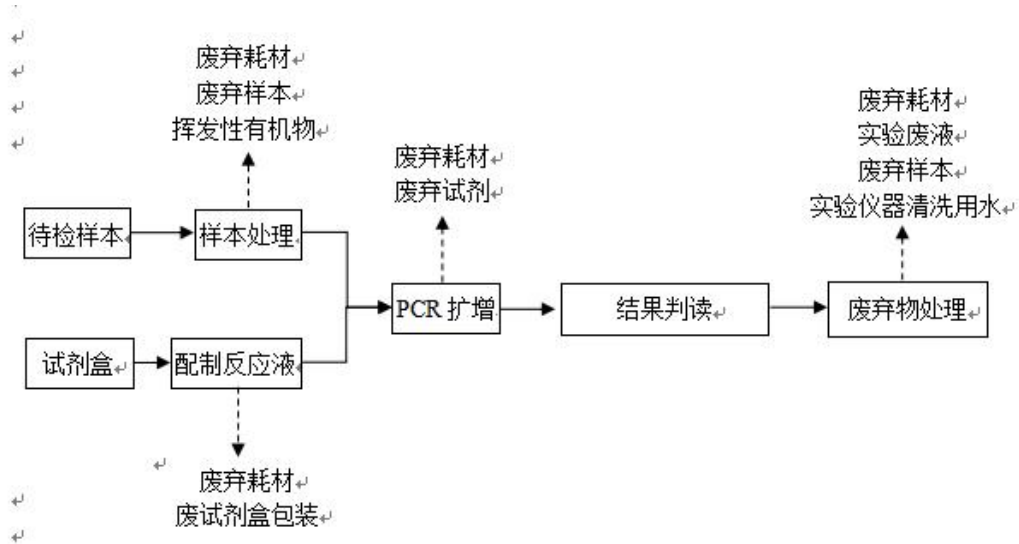 废弃耗材
废弃样本
挥发性有机物
废弃耗材
废弃试剂
废弃耗材
实验废液
废弃样本
实验仪器清洗用水
待检样本
样本处理
PCR 扩增
结果判读
废弃物处理
试剂盒
配制反应液
废弃耗材
废试剂盒包装